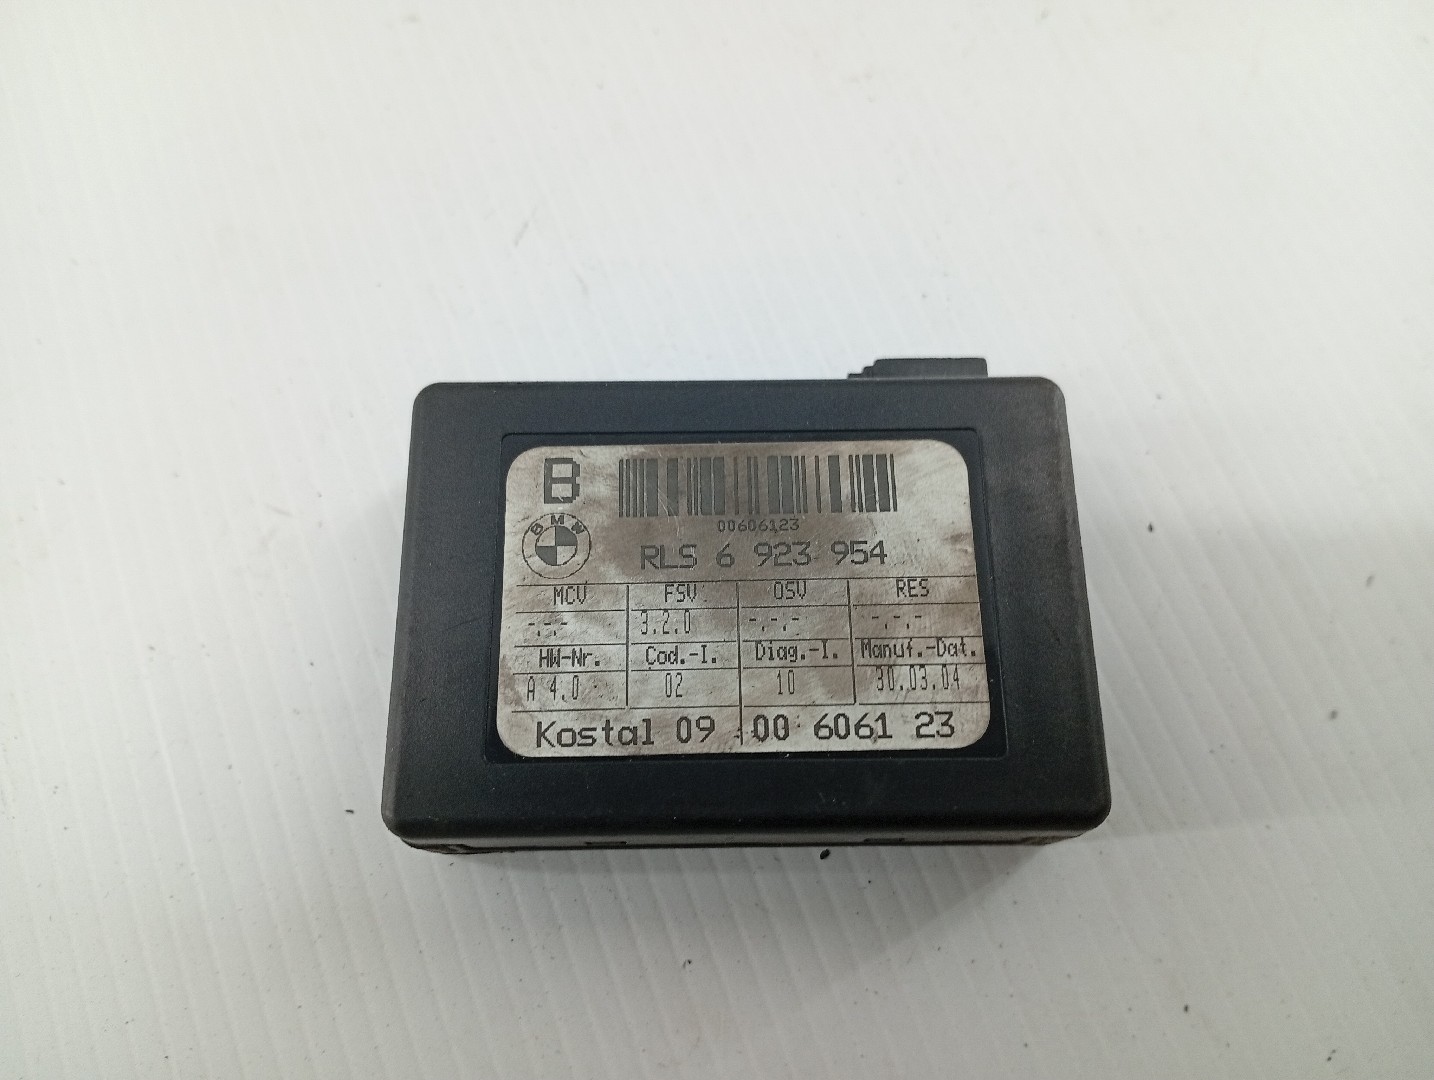 B
00606123
BMW
RLS 6 923 954
MCV FSV OSV RES
-.-.- 3.2.0 -.-.- -.-.-
HW-Nr. Cod.-I. Diag.-I. Manuf.-Dat.
A 4.0 02 10 30.03.04
Kostal 09 00 6061 23